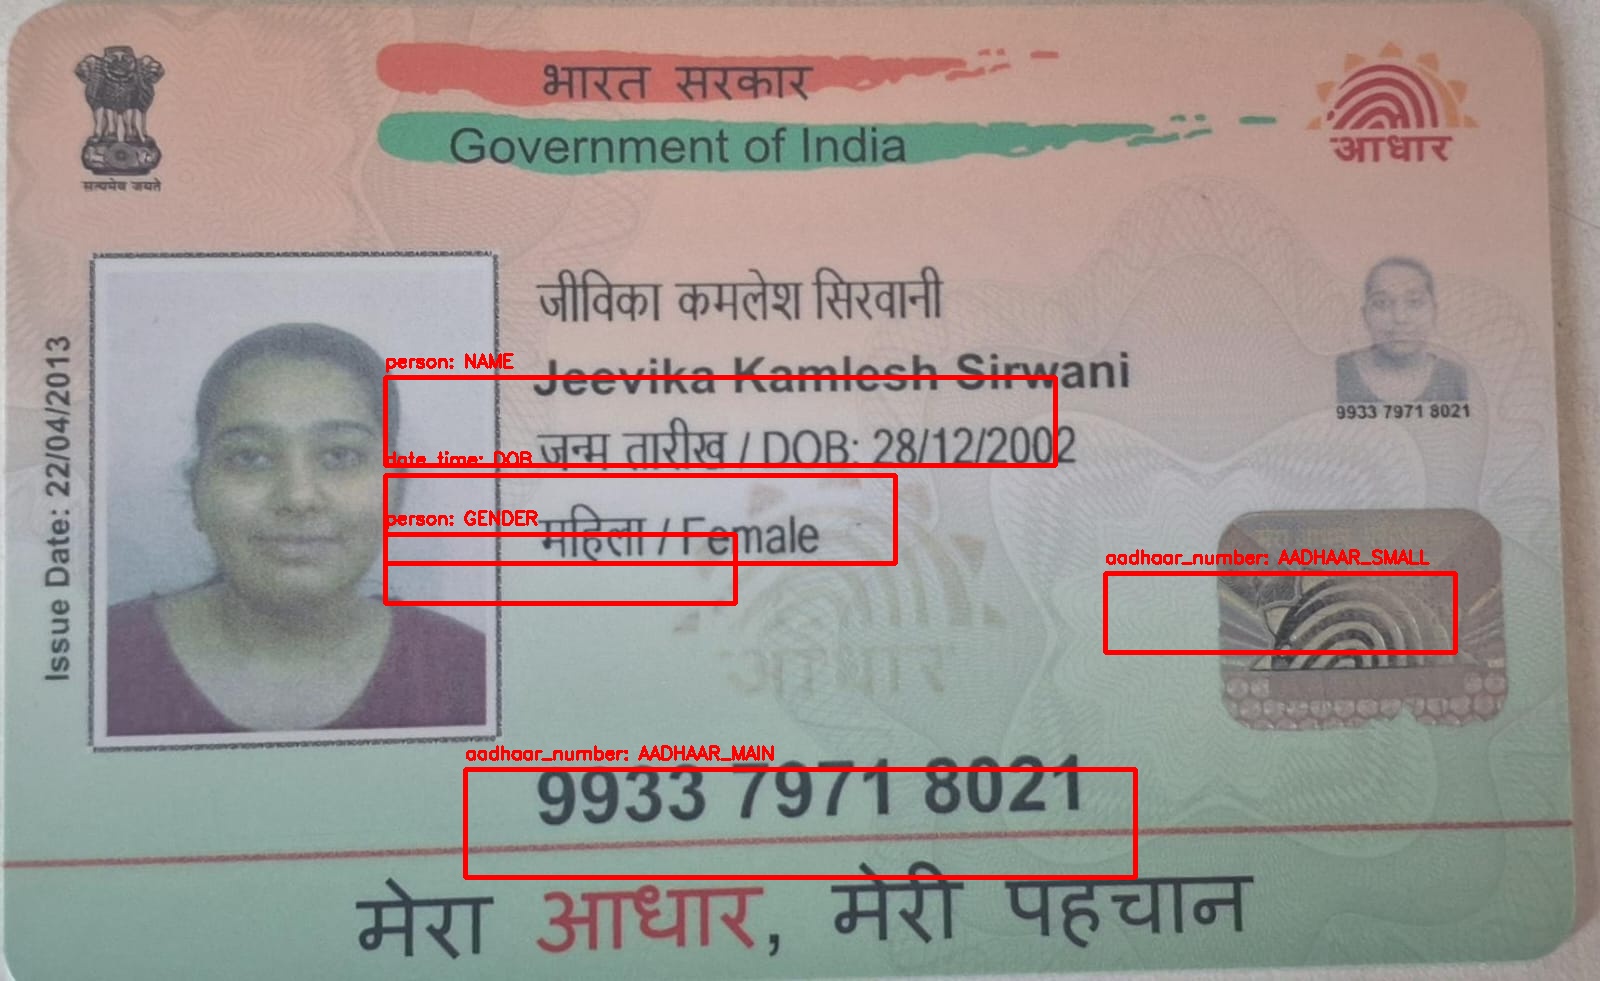 भारत सरकार
Government of India
सत्यमेव जयते
आधार
Issue Date: 22/04/2013
जीविका कमलेश सिरवानी
person: NAME
Jeevika Kamlesh Sirwani
9933 7971 8021
date_time: DOB
जन्म तारीख / DOB: 28/12/2002
person: GENDER
महिला / Female
aadhaar_number: AADHAAR_SMALL
आधार
aadhaar_number: AADHAAR_MAIN
9933 7971 8021
मेरा आधार, मेरी पहचान